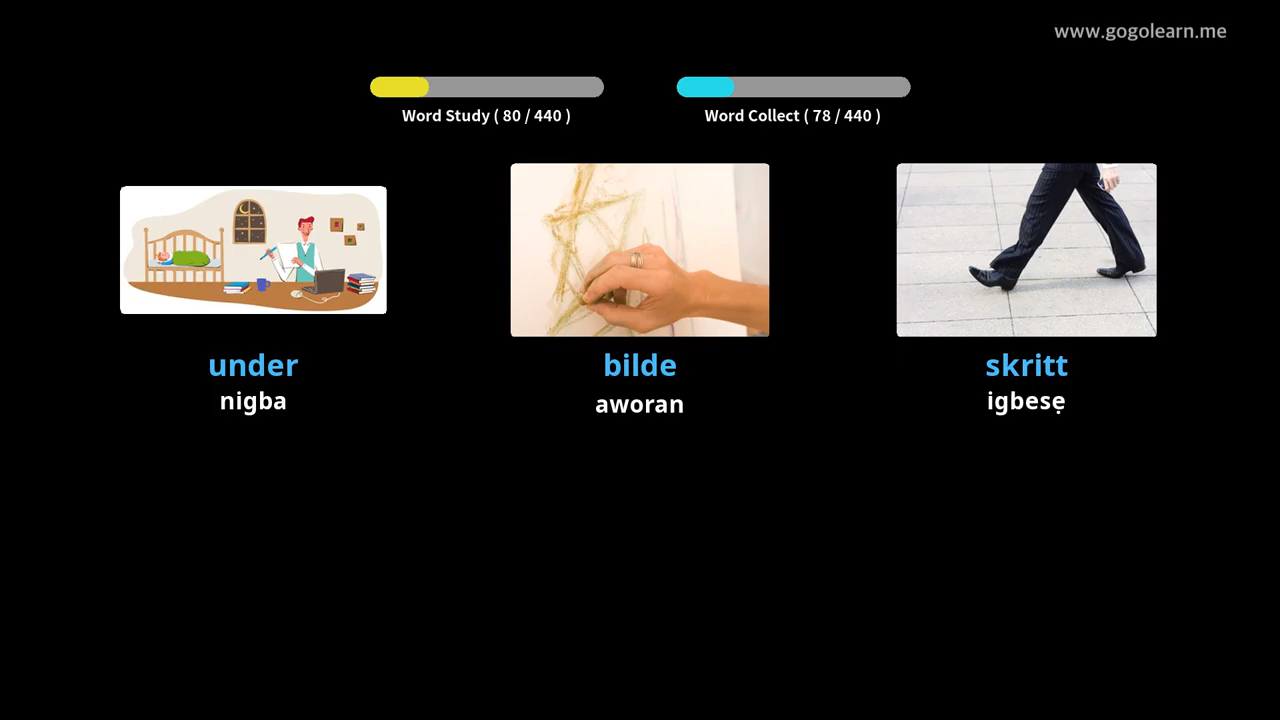 www.gogolearn.me
Word Study ( 80 / 440 )
Word Collect ( 78 / 440 )
under
nigba
bilde
aworan
skritt
igbesẹ